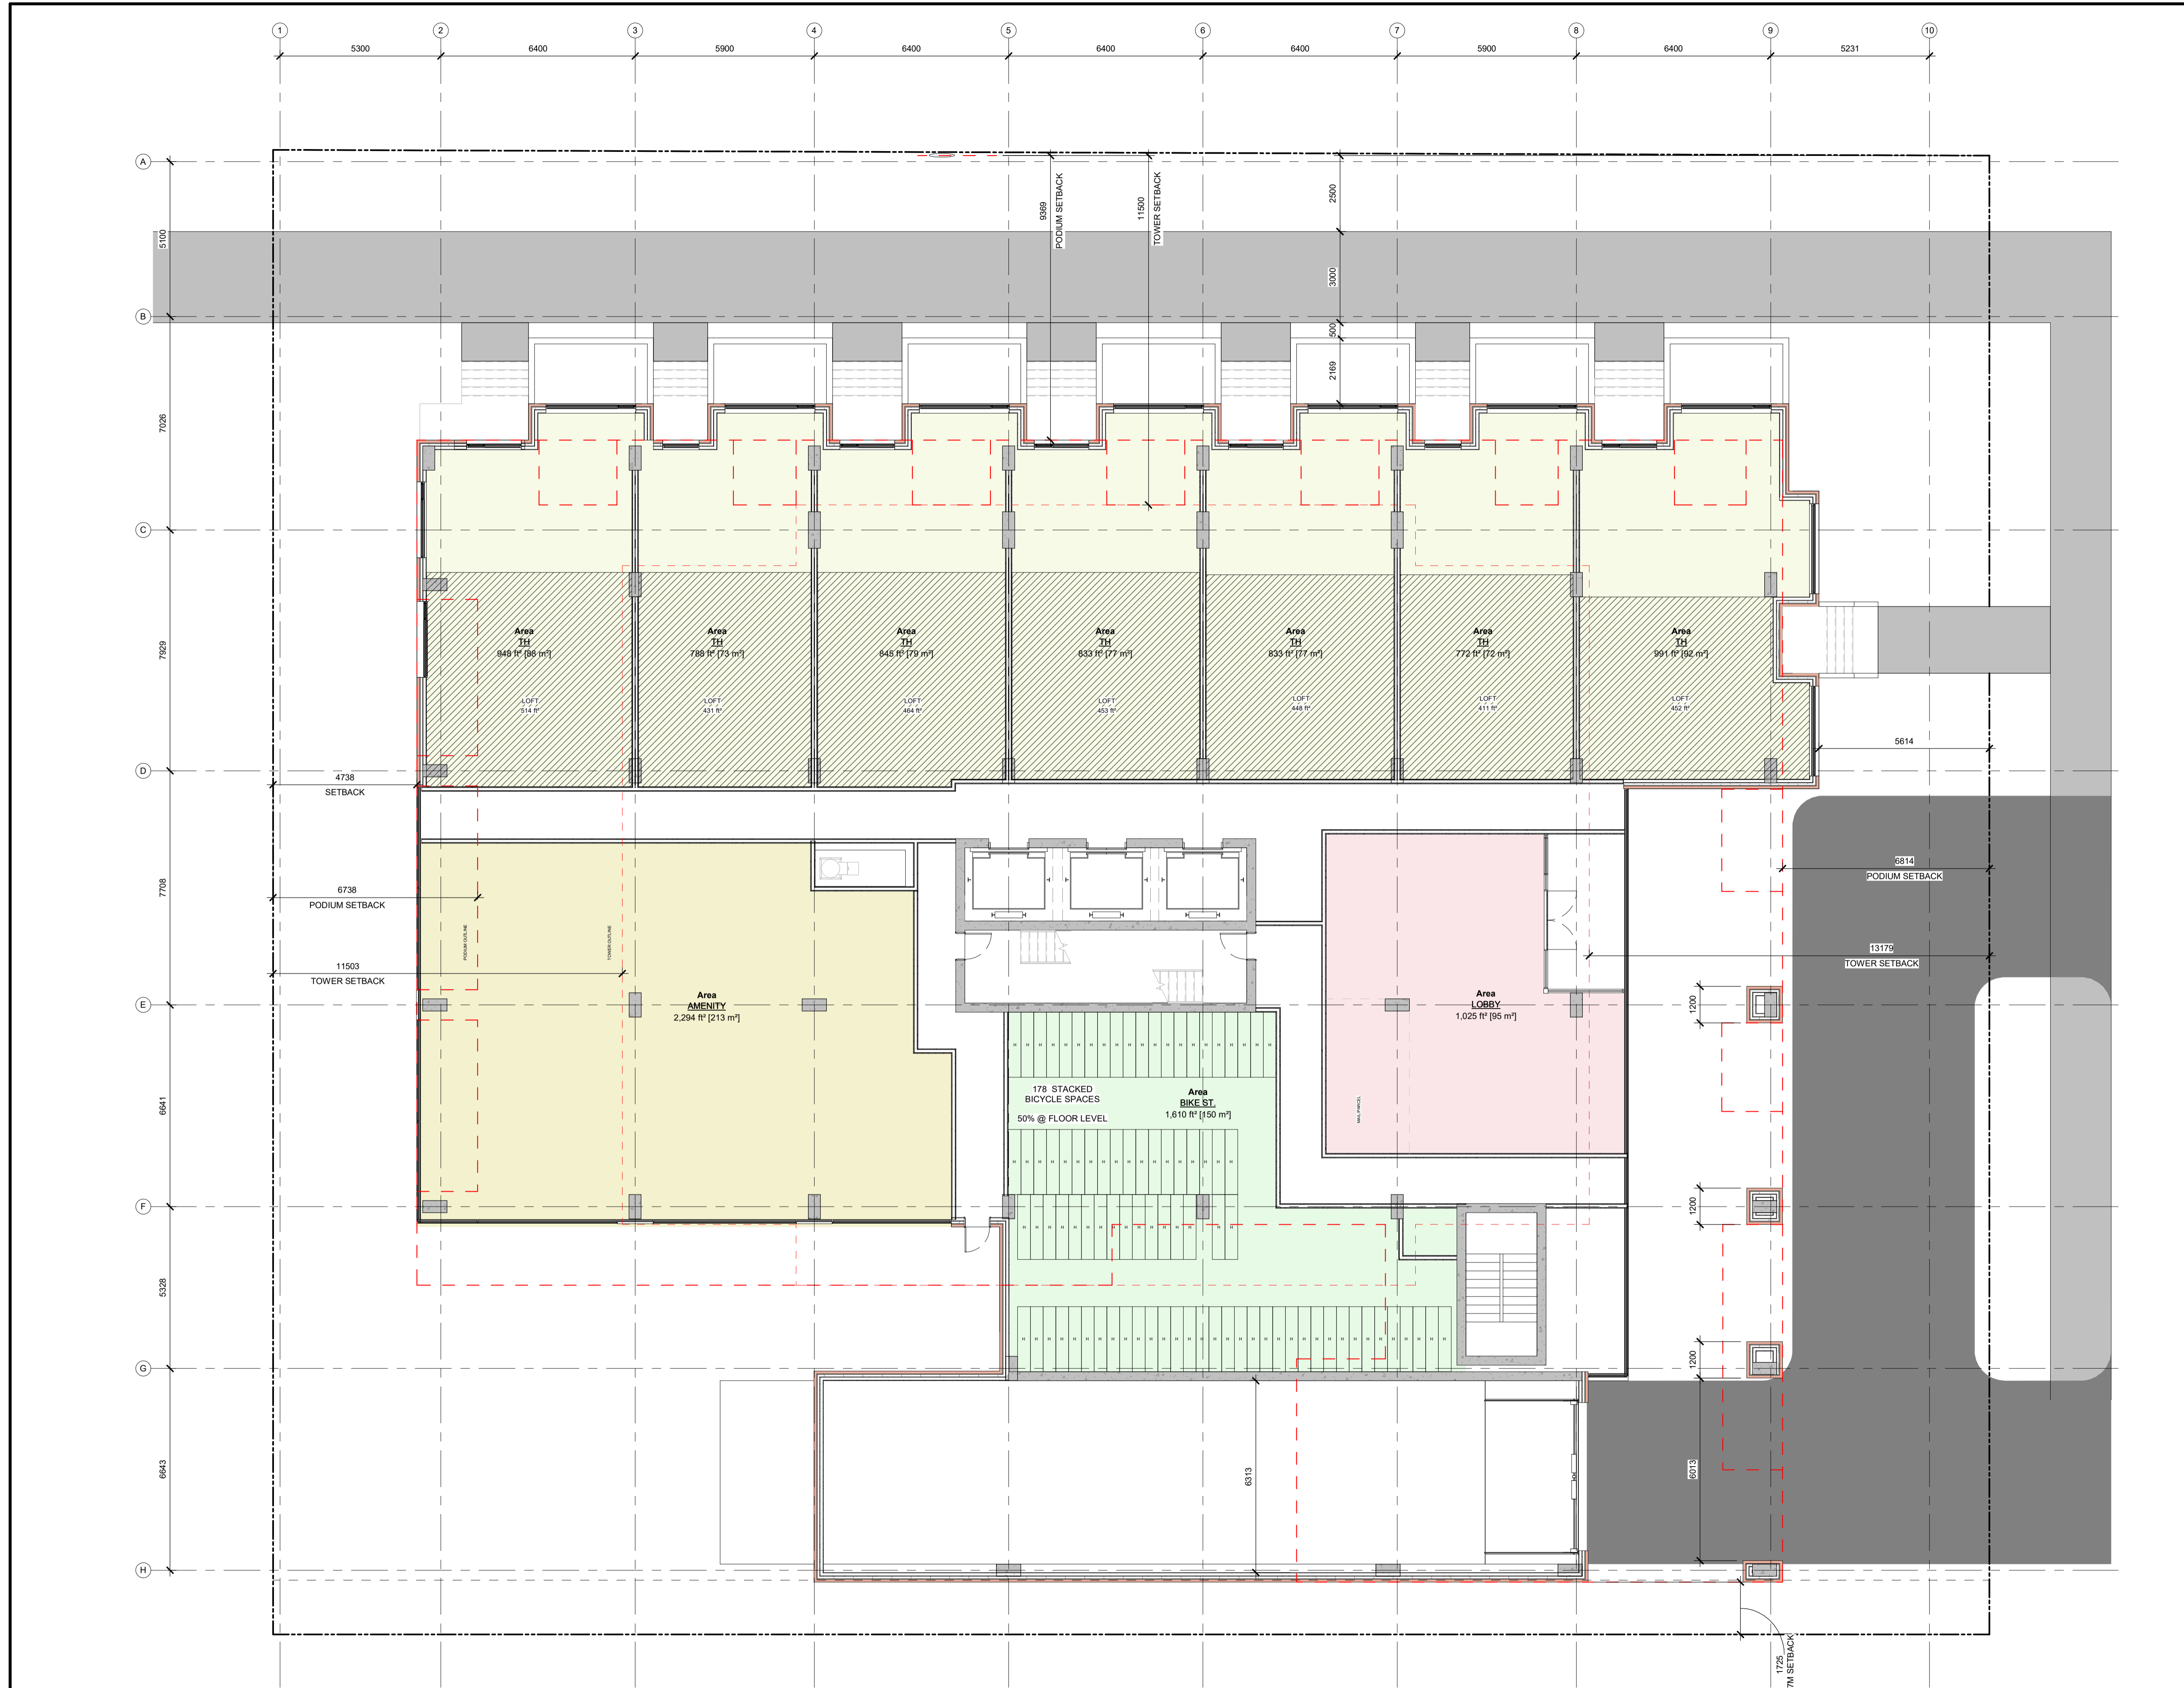 1 2 3 4 5 6 7 8 9 10
5300 6400 5900 6400 6400 6400 5900 6400 5231
A
B
C
D
E
F
G
H
5100
7026
7929
7708
6641
5328
6643
9369
PODIUM SETBACK
11500
TOWER SETBACK
2500
3000
500
2169
Area
TH
948 ft² [88 m²]
LOFT
514 ft²
Area
TH
788 ft² [73 m²]
LOFT
431 ft²
Area
TH
845 ft² [79 m²]
LOFT
464 ft²
Area
TH
833 ft² [77 m²]
LOFT
453 ft²
Area
TH
833 ft² [77 m²]
LOFT
448 ft²
Area
TH
772 ft² [72 m²]
LOFT
411 ft²
Area
TH
991 ft² [92 m²]
LOFT
452 ft²
5614
4738
SETBACK
6738
PODIUM SETBACK
11503
TOWER SETBACK
PODIUM OUTLINE
TOWER OUTLINE
6814
PODIUM SETBACK
13179
TOWER SETBACK
Area
AMENITY
2,294 ft² [213 m²]
Area
LOBBY
1,025 ft² [95 m²]
MAIL/PARCEL
178 STACKED
BICYCLE SPACES
50% @ FLOOR LEVEL
Area
BIKE ST.
1,610 ft² [150 m²]
H H H H H H H H H H H H H H H H H H H H H
H H H H H H H H H H H H H H H H H H
H H H H H H H H H H H H H H H H
H H H H H H H H H H H H H H H H H H H H H H H H H H H H H H H H H H
1200
1200
1200
6013
6313
1725
7M SETBACK